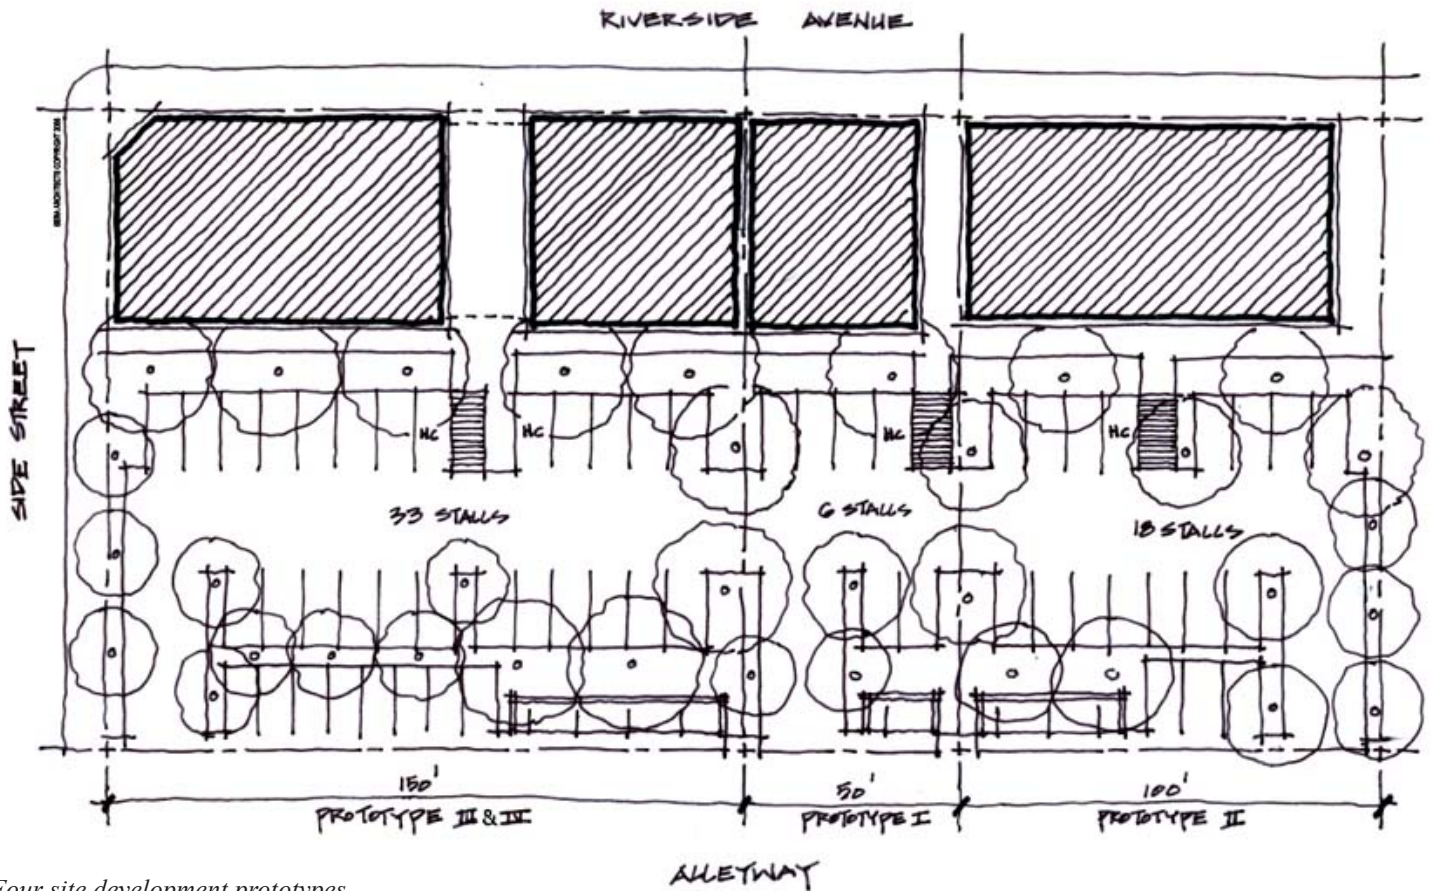 RIVERSIDE AVENUE
SIDE STREET
HC
HC
HC
HC
33 STALLS
6 STALLS
18 STALLS
150'
50'
100'
PROTOTYPE III & IV
PROTOTYPE I
PROTOTYPE II
ALLEYWAY
Four site development prototypes